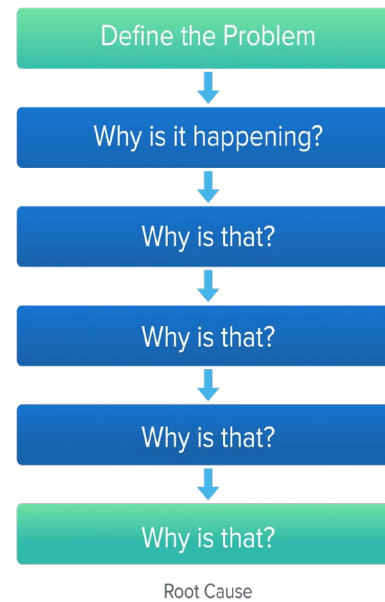 Define the Problem
Why is it happening?
Why is that?
Why is that?
Why is that?
Why is that?
Root Cause